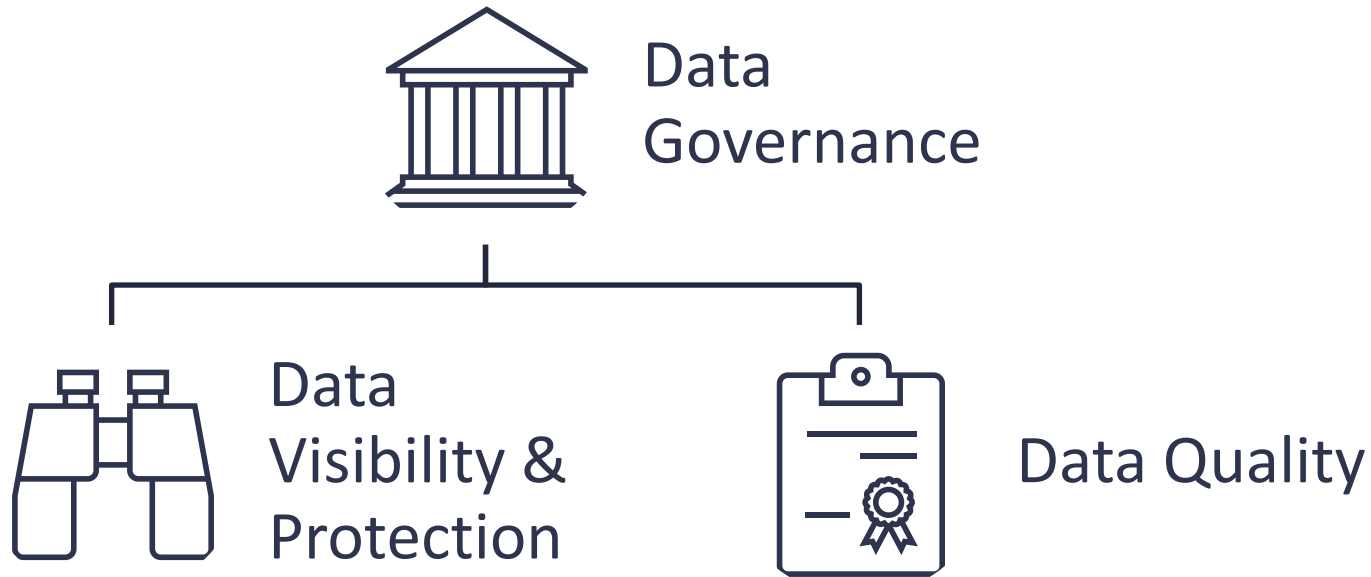 Data
Governance
Data
Visibility &
Protection
Data Quality